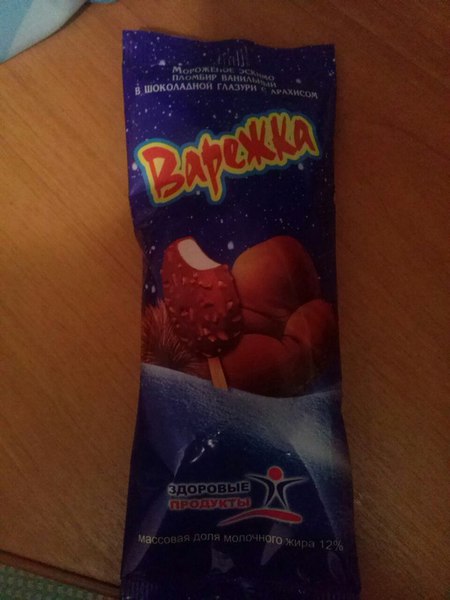 Мороженое эскимо
пломбир ванильный
в шоколадной глазури с арахисом
Варежка
ЗДОРОВЫЕ
ПРОДУКТЫ
массовая доля молочного жира 12%